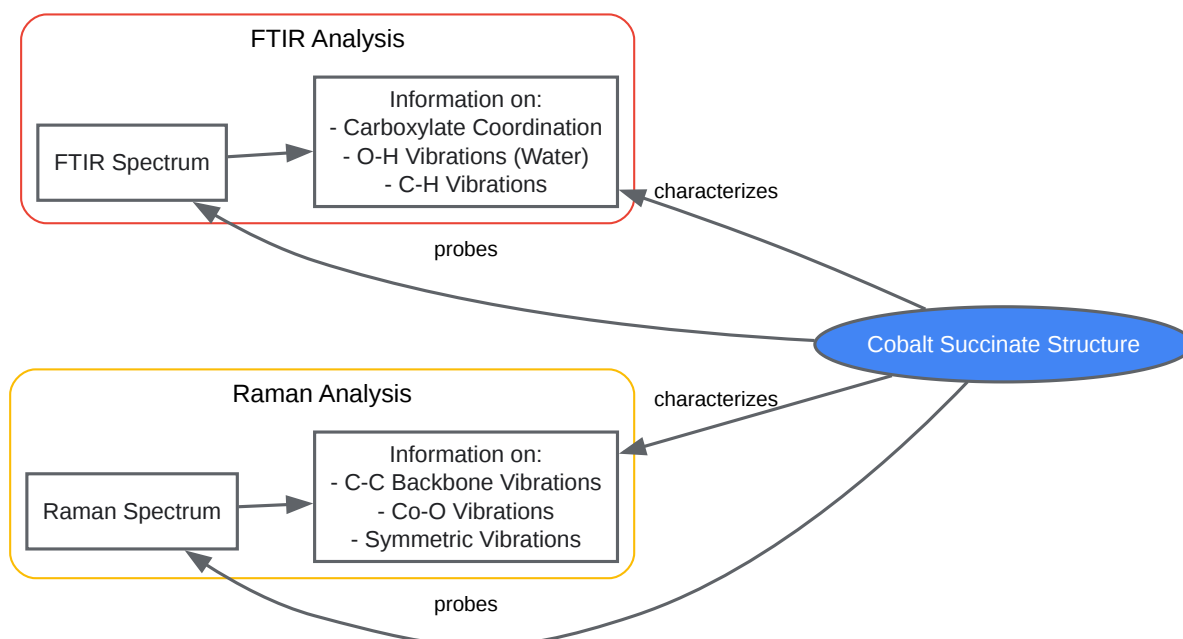 FTIR Analysis
Information on:
- Carboxylate Coordination
- O-H Vibrations (Water)
- C-H Vibrations
FTIR Spectrum
characterizes
probes
Cobalt Succinate Structure
Raman Analysis
characterizes
Information on:
- C-C Backbone Vibrations
- Co-O Vibrations
- Symmetric Vibrations
Raman Spectrum
probes